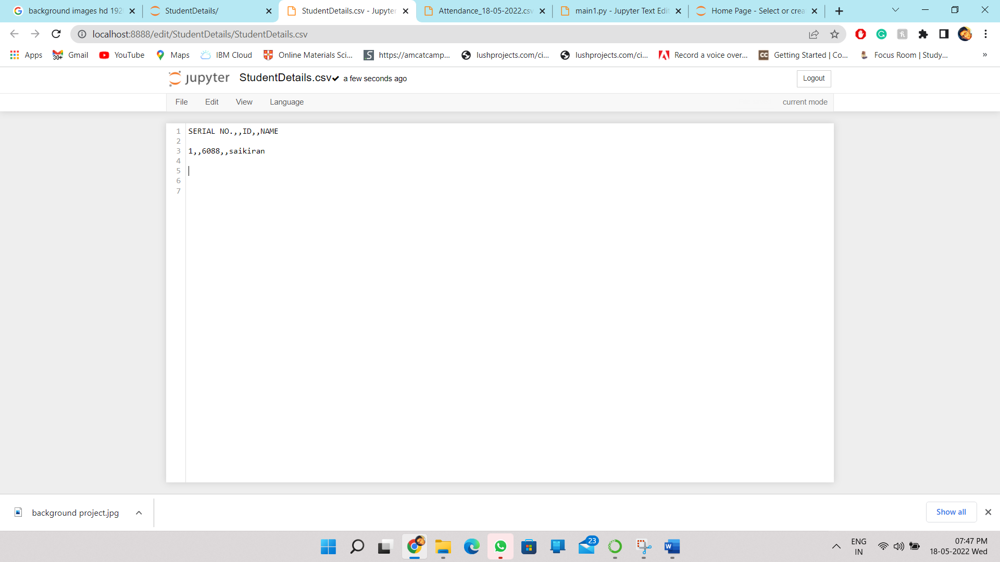 background images hd 192
StudentDetails/
StudentDetails.csv - Jupyter
Attendance_18-05-2022.csv
main1.py - Jupyter Text Edit
Home Page - Select or crea
localhost:8888/edit/StudentDetails/StudentDetails.csv
Apps
30+
Gmail
YouTube
Maps
IBM Cloud
Online Materials Sci...
https://amcatcamp...
lushprojects.com/ci...
lushprojects.com/ci...
Record a voice over...
CC
Getting Started | Co...
Focus Room | Study...
»
jupyter StudentDetails.csv✔ a few seconds ago
Logout
File Edit View Language
current mode
1 SERIAL NO.,,ID,,NAME
2
3 1,,6088,,saikiran
4
5
6
7
background project.jpg
Show all
23
W
ENG
IN
07:47 PM
18-05-2022 Wed